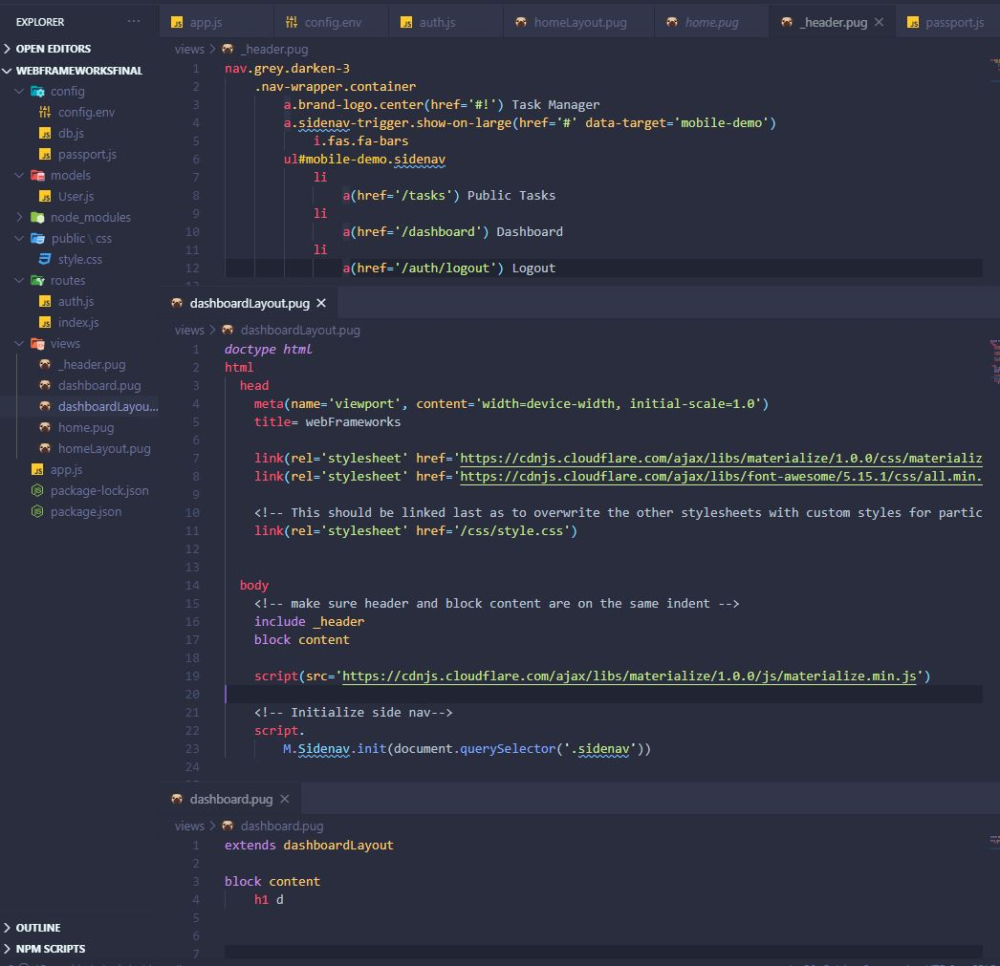 EXPLORER ...
OPEN EDITORS
WEBFRAMEWORKSFINAL
config
config.env
db.js
passport.js
models
User.js
node_modules
public \ css
style.css
routes
auth.js
index.js
views
_header.pug
dashboard.pug
dashboardLayou...
home.pug
homeLayout.pug
app.js
package-lock.json
package.json
OUTLINE
NPM SCRIPTS
app.js config.env auth.js homeLayout.pug home.pug _header.pug passport.js
views > _header.pug
1 nav.grey.darken-3
2 .nav-wrapper.container
3 a.brand-logo.center(href='#!') Task Manager
4 a.sidenav-trigger.show-on-large(href='#' data-target='mobile-demo')
5 i.fas.fa-bars
6 ul#mobile-demo.sidenav
7 li
8 a(href='/tasks') Public Tasks
9 li
10 a(href='/dashboard') Dashboard
11 li
12 a(href='/auth/logout') Logout
dashboardLayout.pug
views > dashboardLayout.pug
1 doctype html
2 html
3 head
4 meta(name='viewport', content='width=device-width, initial-scale=1.0')
5 title= webFrameworks
6
7 link(rel='stylesheet' href='https://cdnjs.cloudflare.com/ajax/libs/materialize/1.0.0/css/materializ
8 link(rel='stylesheet' href='https://cdnjs.cloudflare.com/ajax/libs/font-awesome/5.15.1/css/all.min.
9
10 <!-- This should be linked last as to overwrite the other stylesheets with custom styles for partic
11 link(rel='stylesheet' href='/css/style.css')
12
13
14 body
15 <!-- make sure header and block content are on the same indent -->
16 include _header
17 block content
18
19 script(src='https://cdnjs.cloudflare.com/ajax/libs/materialize/1.0.0/js/materialize.min.js')
20
21 <!-- Initialize side nav-->
22 script.
23 M.Sidenav.init(document.querySelector('.sidenav'))
24
dashboard.pug
views > dashboard.pug
1 extends dashboardLayout
2
3 block content
4 h1 d
5
6
7